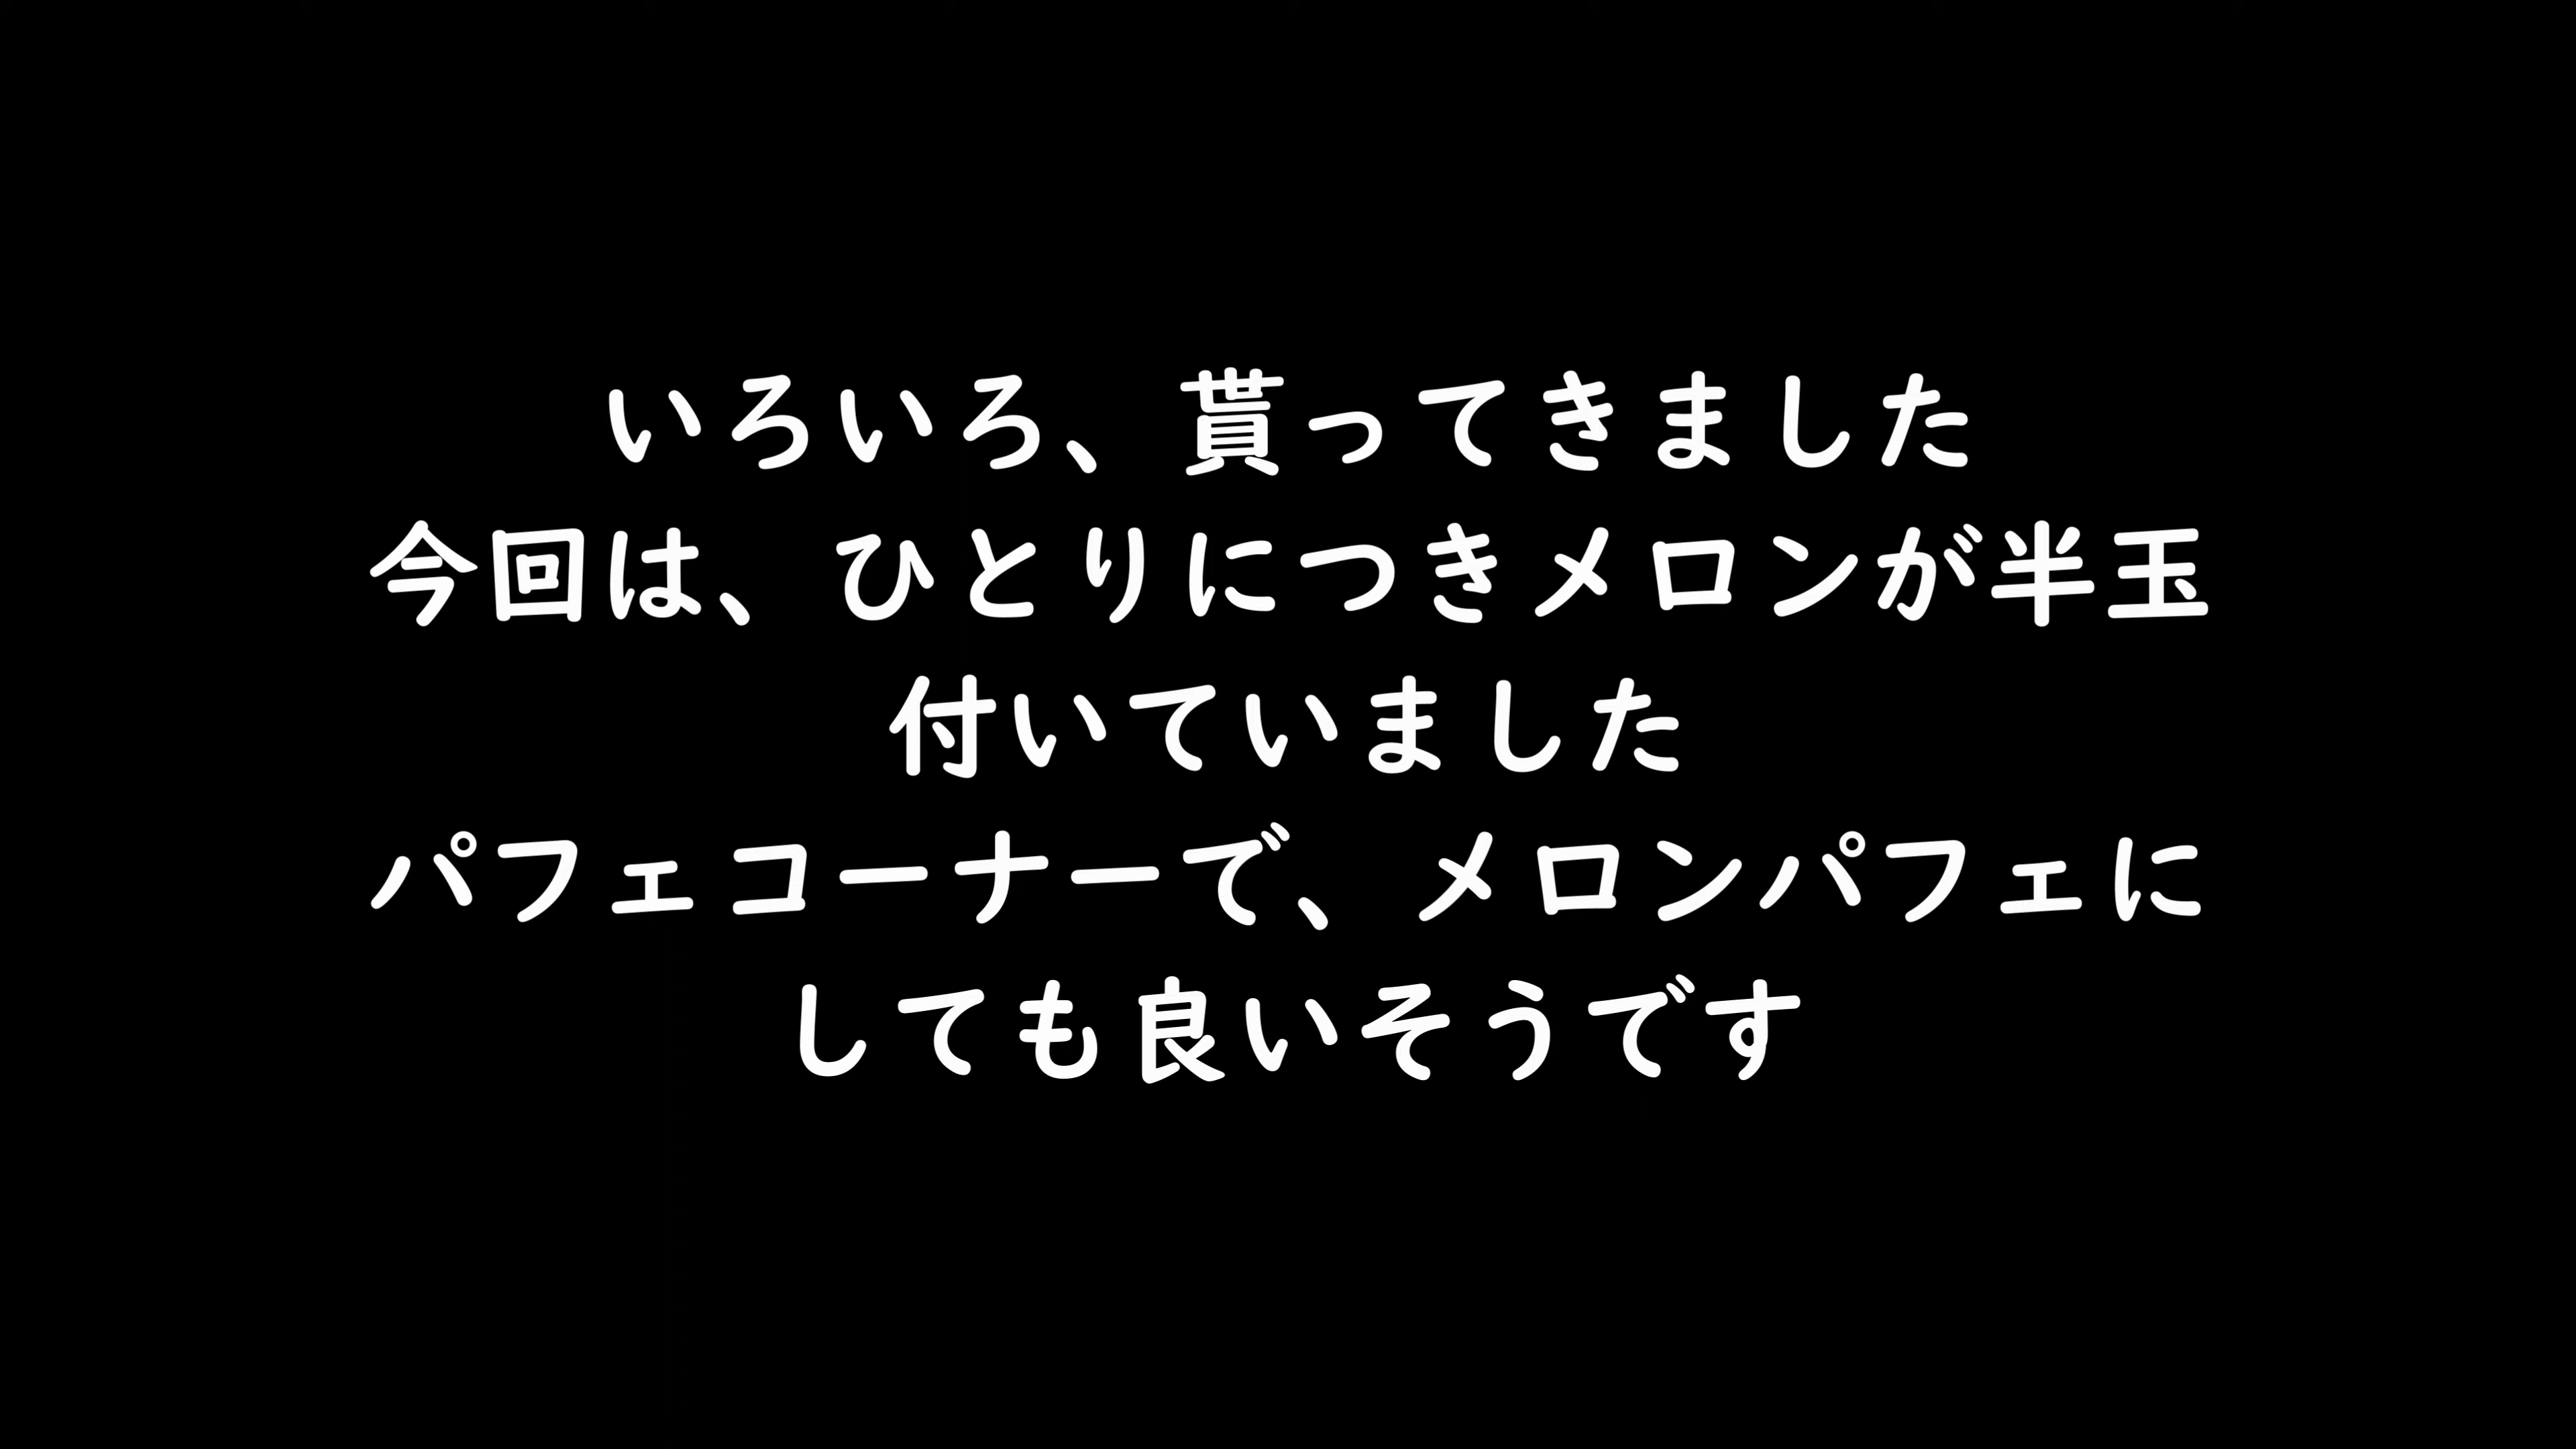 いろいろ、貰ってきました
今回は、ひとりにつきメロンが半玉
付いていました
パフェコーナーで、メロンパフェに
しても良いそうです